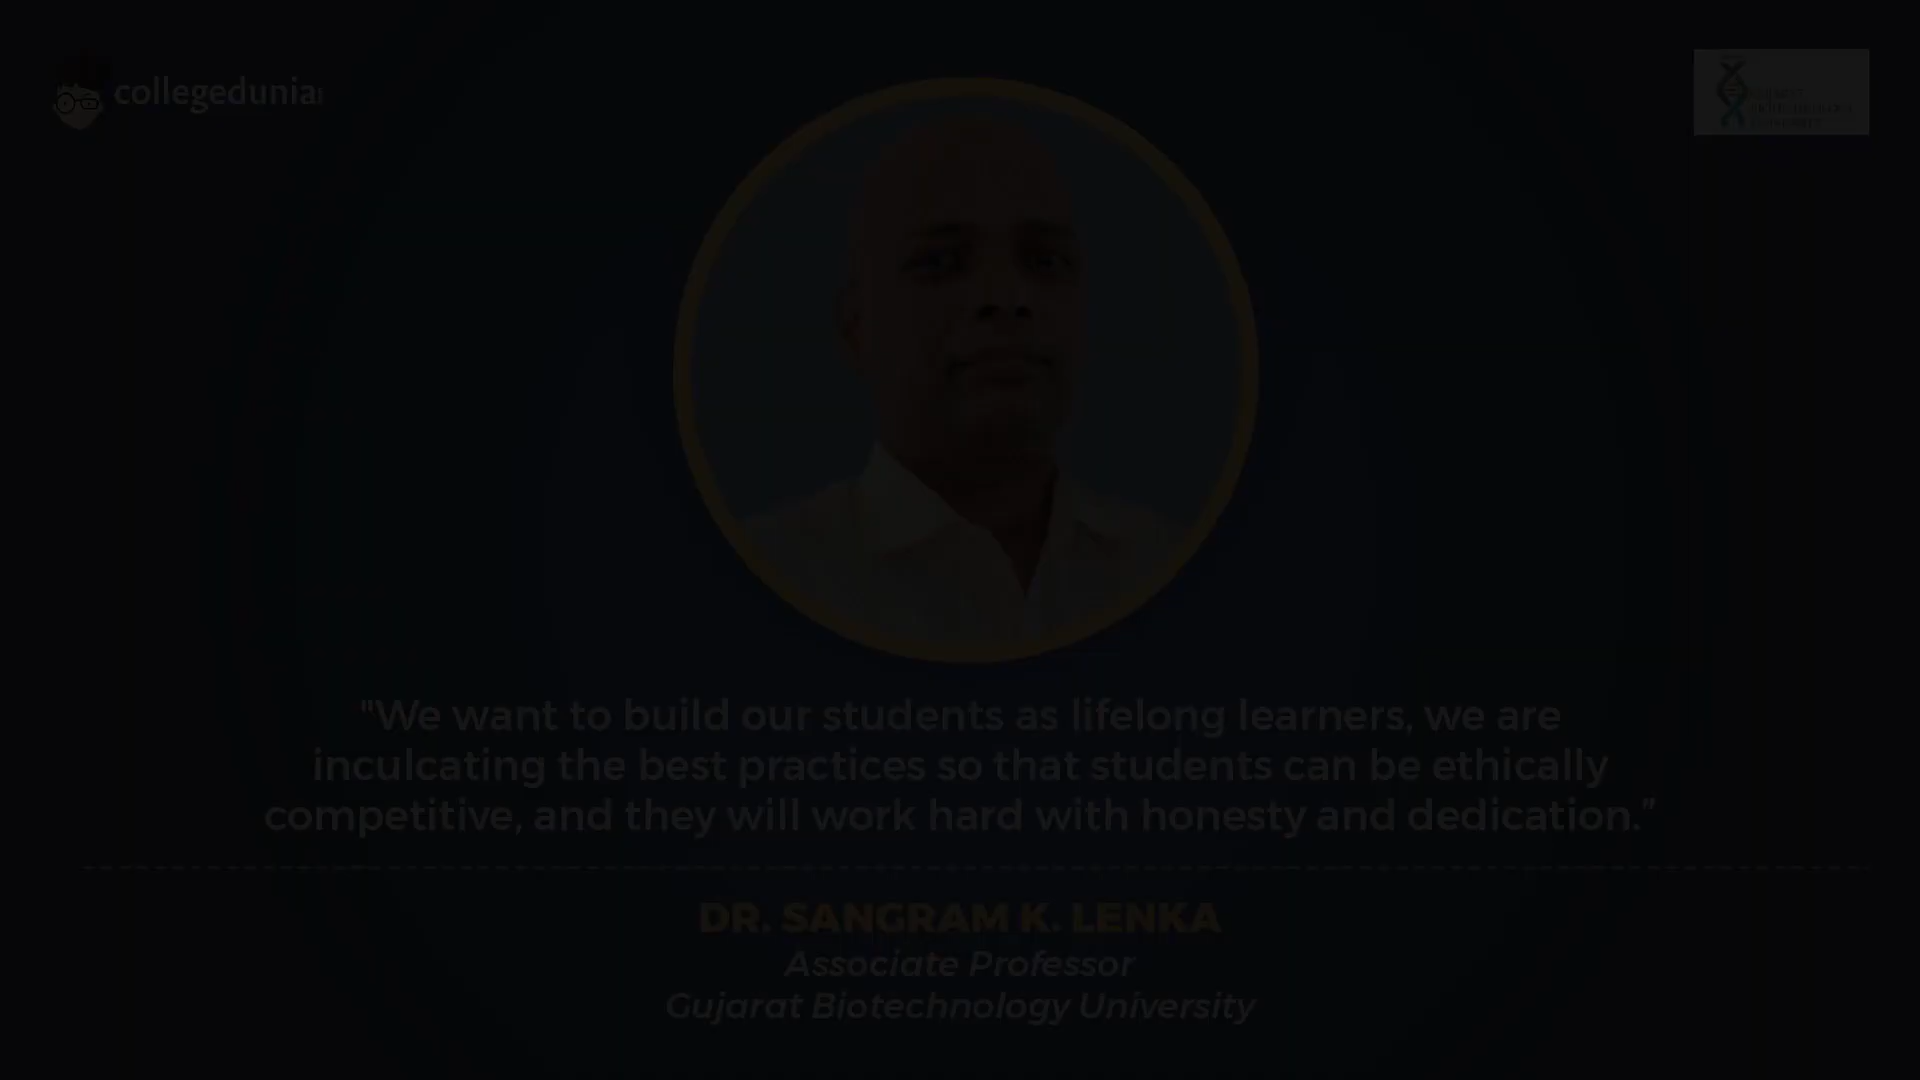 collegedunia
"We want to build our students as lifelong learners, we are
inculcating the best practices so that students can be ethically
competitive, and they will work hard with honesty and dedication.”
DR. SANGRAM K. LENKA
Associate Professor
Gujarat Biotechnology University